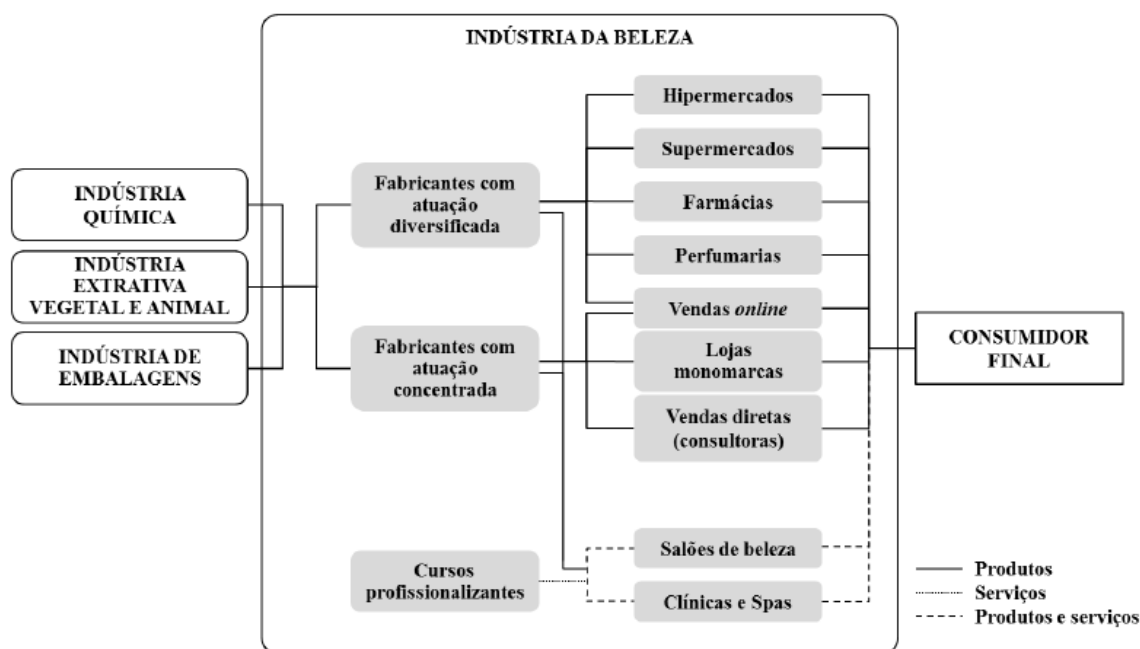 INDÚSTRIA DA BELEZA
INDÚSTRIA
QUÍMICA
INDÚSTRIA
EXTRATIVA
VEGETAL E ANIMAL
INDÚSTRIA DE
EMBALAGENS
Fabricantes com
atuação
diversificada
Fabricantes com
atuação
concentrada
Cursos
profissionalizantes
Hipermercados
Supermercados
Farmácias
Perfumarias
Vendas online
Lojas
monomarcas
Vendas diretas
(consultoras)
Salões de beleza
Clínicas e Spas
CONSUMIDOR
FINAL
Produtos
Serviços
Produtos e serviços